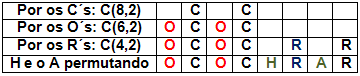 Por os C´s: C(8,2) C C
Por os O´s: C(6,2) O C O C
Por os R´s: C(4,2) O C O C R R
H e o A permutando O C O C H R A R